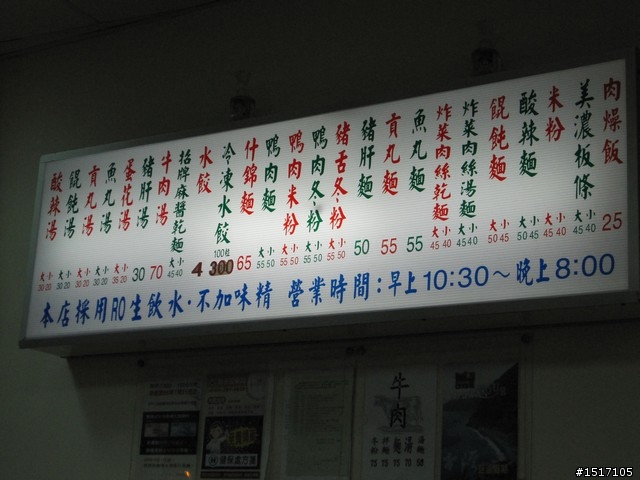 肉燥飯 25
美濃板條 大小 45 40
米粉 大小 45 40
酸辣麵 大小 50 45
餛飩麵 大小 50 45
炸菜肉絲湯麵 大小 45 40
炸菜肉絲乾麵 大小 45 40
魚丸麵 55
貢丸麵 55
豬肝麵 50
豬舌冬粉 大小 55 50
鴨肉冬粉 大小 55 50
鴨肉米粉 大小 55 50
鴨肉麵 大小 55 50
什錦麵 65
冷凍水餃 100粒 300
水餃 4
招牌麻醬乾麵 大小 45 40
牛肉湯 70
豬肝湯 30
蛋花湯 大小 35 20
魚丸湯 大小 30 20
貢丸湯 大小 30 20
餛飩湯 大小 30 20
酸辣湯 大小 30 20
本店採用RO生飲水·不加味精 營業時間:早上10:30~晚上8:00
牛肉
#1517105